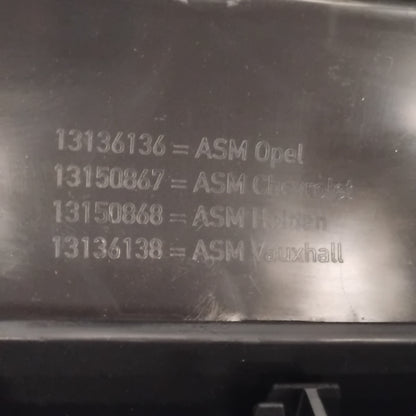 13136136 = ASM Opel
13150867 = ASM Chevrolet
13150868 = ASM Holden
13136138 = ASM Vauxhall